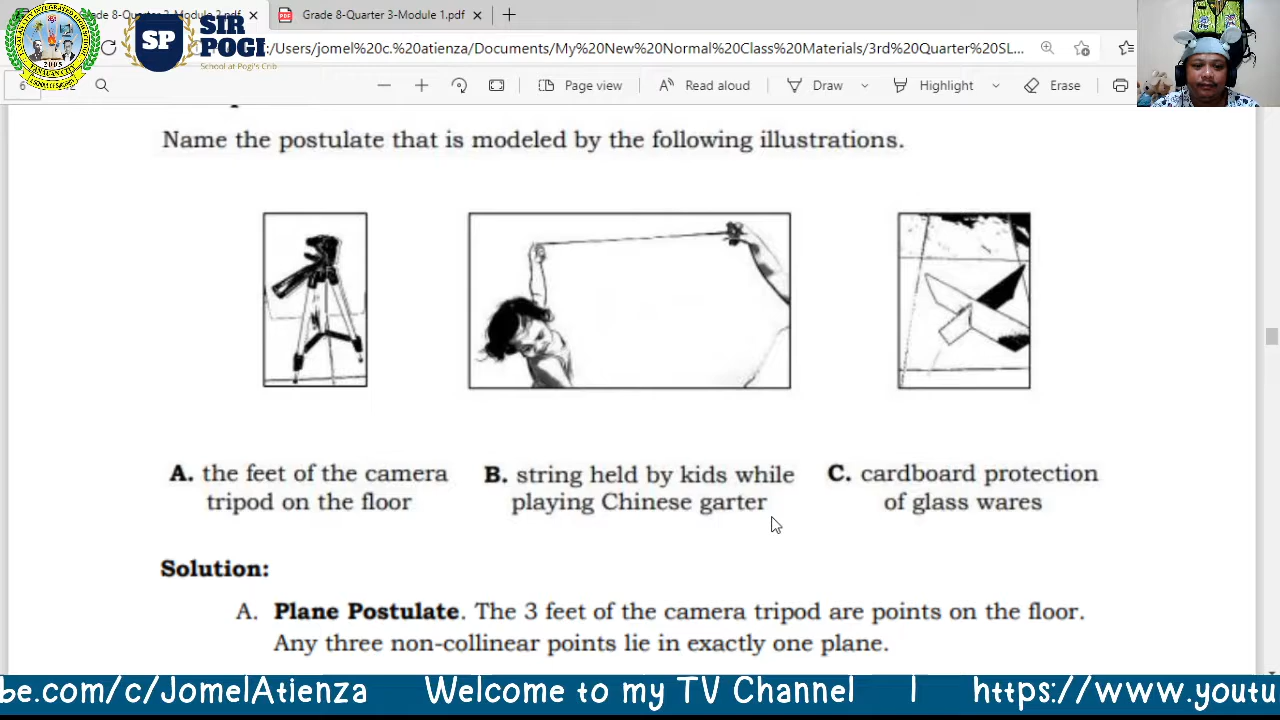 Grade 8-Quarter 3-Module 1.pdf
SP
SIR
POGI
School at Pogi's Crib
2005
:/Users/jomel%20c.%20atienza/Documents/My%20New%20Normal%20Class%20Materials/3rd%20Quarter%20SL...
6
Page view
Read aloud
Draw
Highlight
Erase
Name the postulate that is modeled by the following illustrations.
A. the feet of the camera
tripod on the floor
B. string held by kids while
playing Chinese garter
C. cardboard protection
of glass wares
Solution:
A. Plane Postulate. The 3 feet of the camera tripod are points on the floor.
Any three non-collinear points lie in exactly one plane.
be.com/c/JomelAtienza Welcome to my TV Channel I https://www.youtu